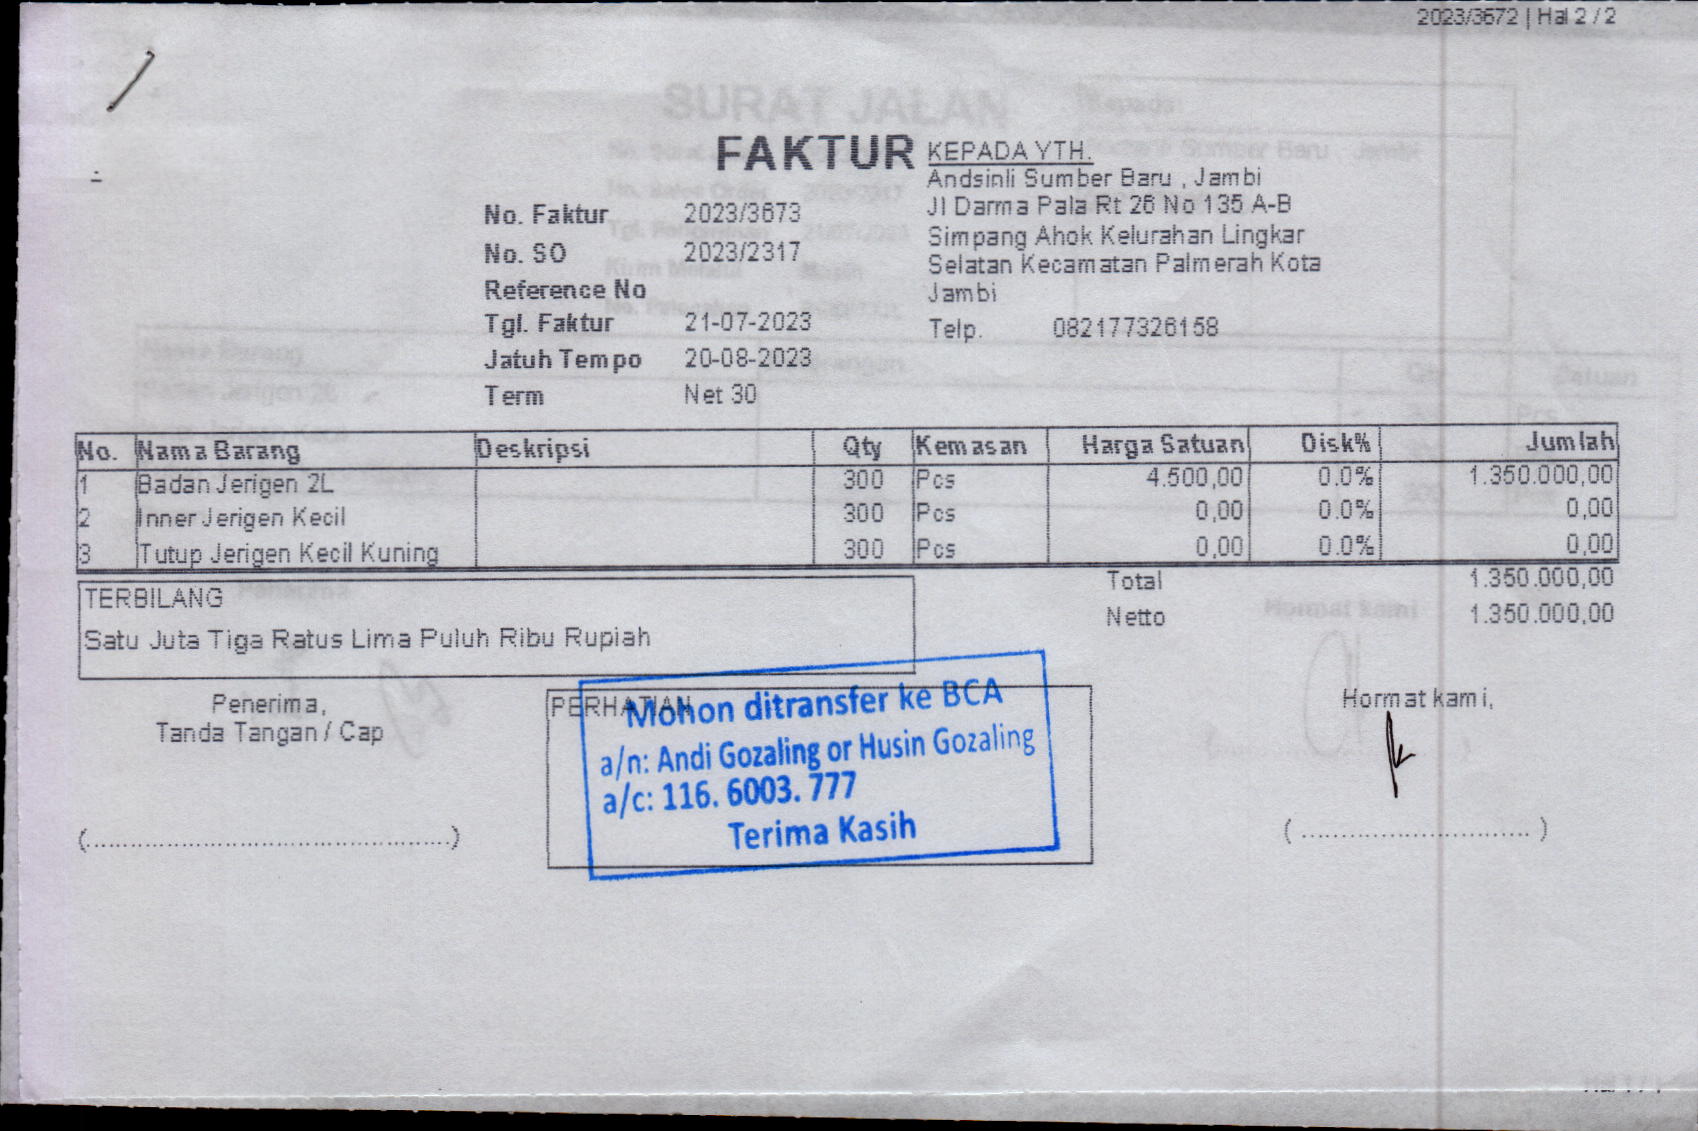 2023/3672 | Hal 2 / 2
SURAT JALAN
FAKTUR
KEPADA YTH.
Andsinli Sumber Baru , Jambi
Jl Darma Pala Rt 26 No 135 A-B
Simpang Ahok Kelurahan Lingkar
Selatan Kecamatan Palmerah Kota
Jambi
Telp. 082177326158
No. Faktur 2023/3673
No. SO 2023/2317
Reference No
Tgl. Faktur 21-07-2023
Jatuh Tempo 20-08-2023
Term Net 30
No. Nama Barang Deskripsi Qty Kemasan Harga Satuan Disk% Jumlah
1 Badan Jerigen 2L 300 Pcs 4.500,00 0.0% 1.350.000,00
2 Inner Jerigen Kecil 300 Pcs 0,00 0.0% 0,00
3 Tutup Jerigen Kecil Kuning 300 Pcs 0,00 0.0% 0,00
Total 1.350.000,00
Netto 1.350.000,00
TERBILANG
Satu Juta Tiga Ratus Lima Puluh Ribu Rupiah
Penerima,
Tanda Tangan / Cap
(...............................................)
PERHATIAN
Mohon ditransfer ke BCA
a/n: Andi Gozaling or Husin Gozaling
a/c: 116. 6003. 777
Terima Kasih
Hormat kami,
( ............................. )